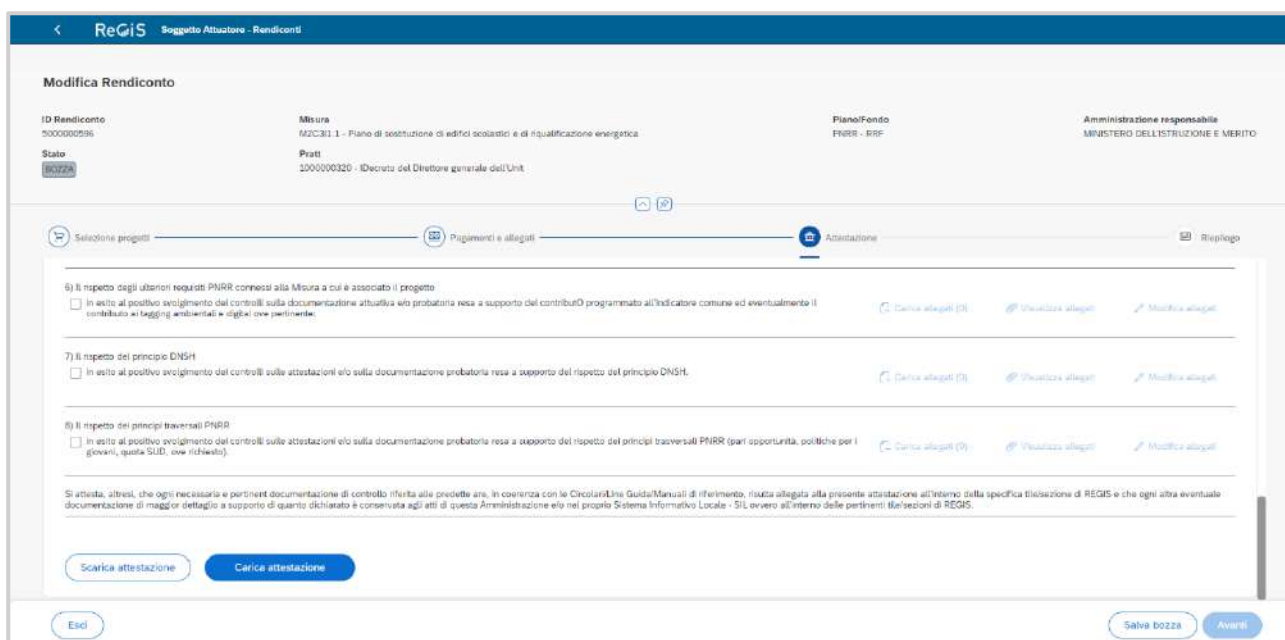 ReGiS Soggetto Attuatore - Rendiconti
Modifica Rendiconto
ID Rendiconto
5000000596
Misura
M2C3I1.1 - Piano di sostituzione di edifici scolastici e di riqualificazione energetica
Piano/Fondo
PNRR - RRF
Amministrazione responsabile
MINISTERO DELL'ISTRUZIONE E MERITO
Stato
BOZZA
Pratt
1000000320 - IDecreto del Direttore generale dell'Unit
Selezione progetti
Pagamenti e allegati
Attestazione
Riepilogo
6) Il rispetto degli ulteriori requisiti PNRR connessi alla Misura a cui è associato il progetto
in esito al positivo svolgimento dei controlli sulla documentazione attuativa e/o probatoria resa a supporto del contributO programmato all'Indicatore comune ed eventualmente il
contributo ai tagging ambientali e digital ove pertinente;
Carica allegati (0) Visualizza allegati Modifica allegati
7) Il rispetto del principio DNSH
in esito al positivo svolgimento dei controlli sulle attestazioni e/o sulla documentazione probatoria resa a supporto del rispetto del principio DNSH.
Carica allegati (0) Visualizza allegati Modifica allegati
8) Il rispetto dei principi traversali PNRR
in esito al positivo svolgimento dei controlli sulle attestazioni e/o sulla documentazione probatoria resa a supporto del rispetto dei principi trasversali PNRR (pari opportunità, politiche per i
giovani, quota SUD, ove richiesto).
Carica allegati (0) Visualizza allegati Modifica allegati
Si attesta, altresì, che ogni necessaria e pertinent documentazione di controllo riferita alle predette are, in coerenza con le Circolari/Line Guida/Manuali di riferimento, risulta allegata alla presente attestazione all'interno della specifica tile/sezione di REGIS e che ogni altra eventuale
documentazione di maggior dettaglio a supporto di quanto dichiarato è conservata agli atti di questa Amministrazione e/o nel proprio Sistema Informativo Locale - SIL ovvero all'interno delle pertinenti tile/sezioni di REGIS.
Scarica attestazione
Carica attestazione
Esci
Salva bozza
Avanti